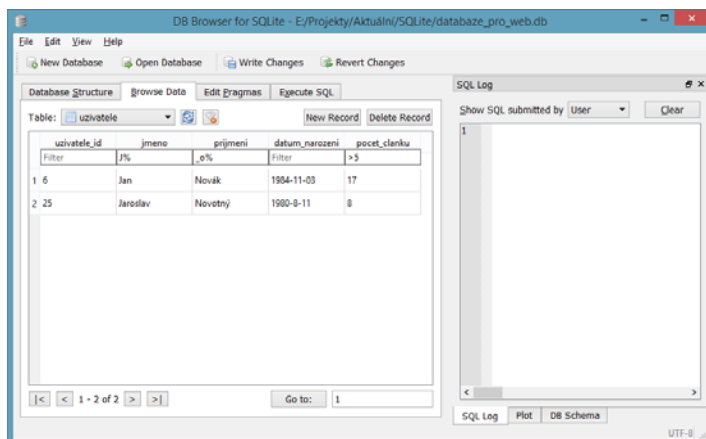 DB Browser for SQLite - E:/Projekty/Aktuální/SQLite/databaze_pro_web.db
File Edit View Help
New Database Open Database Write Changes Revert Changes
Database Structure Browse Data Edit Pragmas Execute SQL
Table: uzivatele New Record Delete Record
uzivatele_id jmeno prijmeni datum_narozeni pocet_clanku
Filter J% _o% Filter >5
1 6 Jan Novák 1984-11-03 17
2 25 Jaroslav Novotný 1980-8-11 8
|< < 1 - 2 of 2 > >| Go to: 1
SQL Log
Show SQL submitted by User Clear
1
SQL Log Plot DB Schema
UTF-8